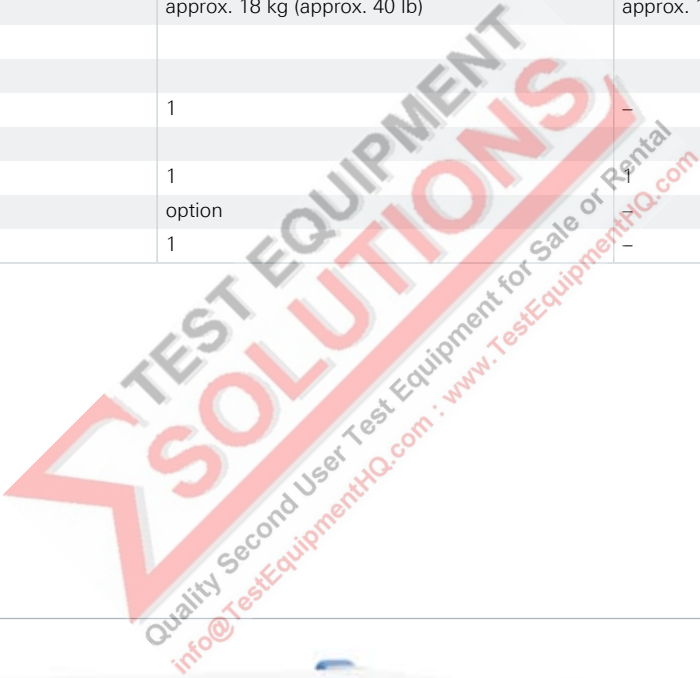 approx. 18 kg (approx. 40 lb) approx. 1
1 –
1 1
option –
1 –
TEST EQUIPMENT
SOLUTIONS
Quality Second User Test Equipment for Sale or Rental
info@TestEquipmentHQ.com : www.TestEquipmentHQ.com